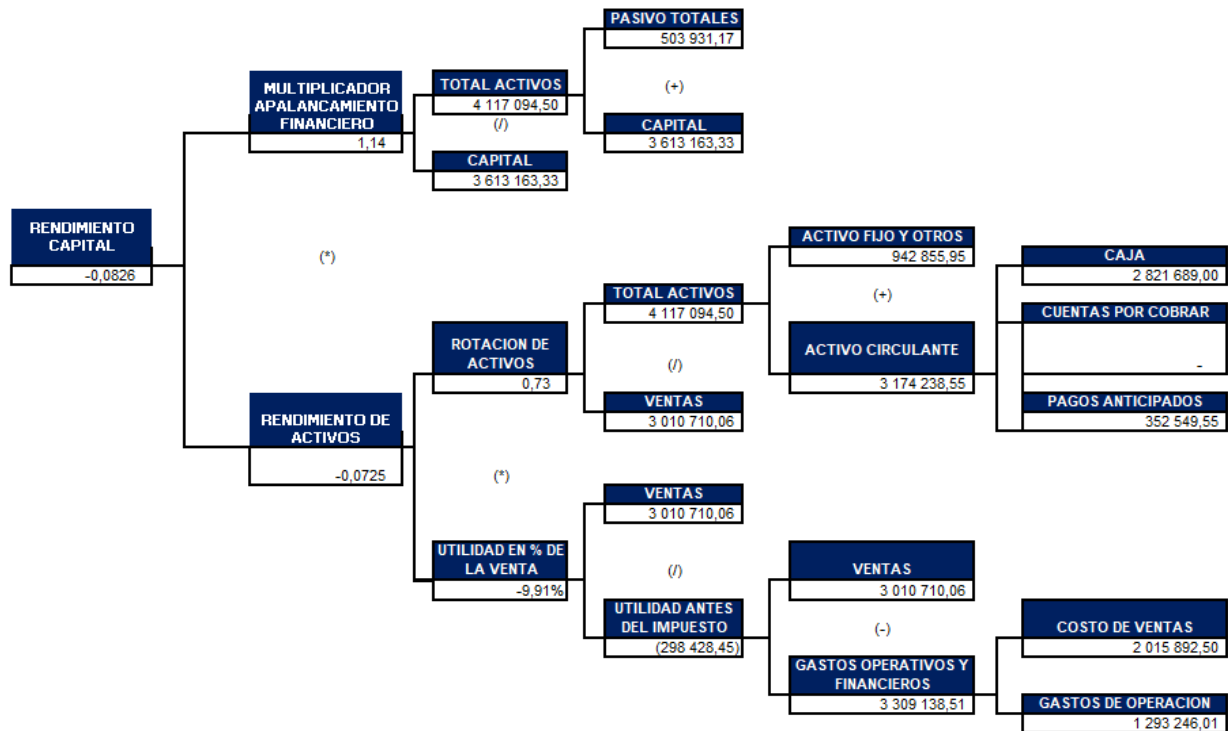 PASIVO TOTALES
503 931,17
(+)
CAPITAL
3 613 163,33
TOTAL ACTIVOS
4 117 094,50
(/)
CAPITAL
3 613 163,33
MULTIPLICADOR
APALANCAMIENTO
FINANCIERO
1,14
RENDIMIENTO
CAPITAL
-0,0826
(*)
ACTIVO FIJO Y OTROS
942 855,95
(+)
ACTIVO CIRCULANTE
3 174 238,55
CAJA
2 821 689,00
CUENTAS POR COBRAR
-
PAGOS ANTICIPADOS
352 549,55
TOTAL ACTIVOS
4 117 094,50
(/)
VENTAS
3 010 710,06
ROTACION DE
ACTIVOS
0,73
RENDIMIENTO DE
ACTIVOS
-0,0725
(*)
VENTAS
3 010 710,06
(/)
UTILIDAD EN % DE
LA VENTA
-9,91%
UTILIDAD ANTES
DEL IMPUESTO
(298 428,45)
VENTAS
3 010 710,06
(-)
GASTOS OPERATIVOS Y
FINANCIEROS
3 309 138,51
COSTO DE VENTAS
2 015 892,50
GASTOS DE OPERACION
1 293 246,01